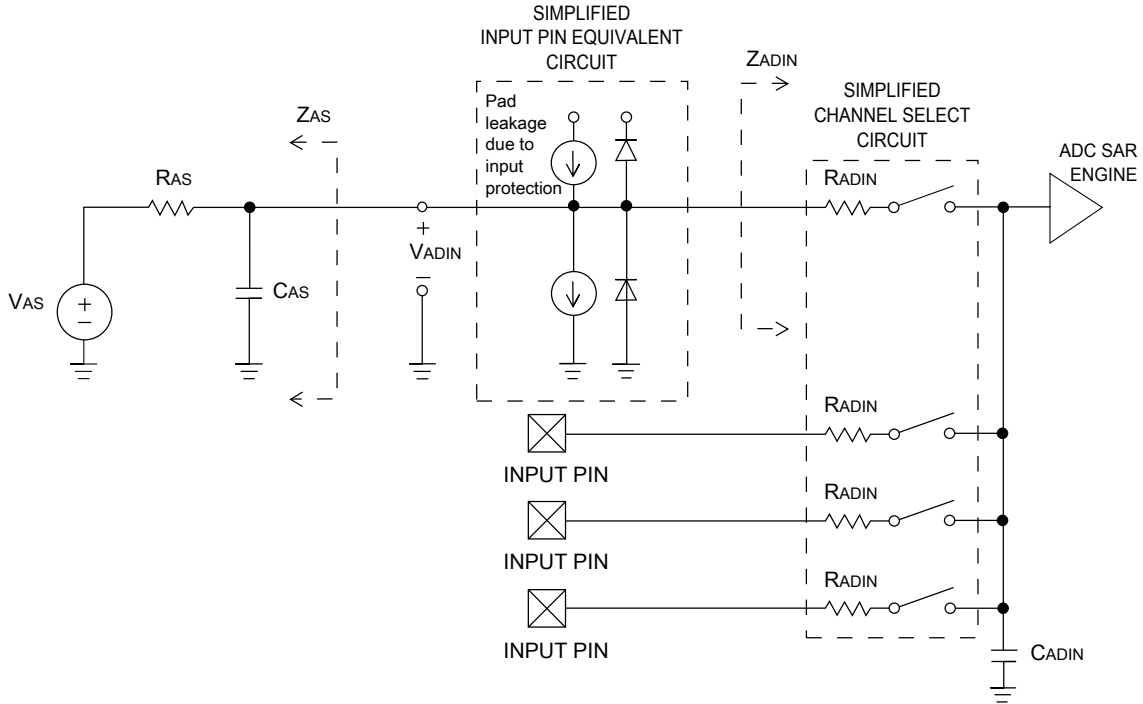 SIMPLIFIED
INPUT PIN EQUIVALENT
CIRCUIT
ZADIN
SIMPLIFIED
CHANNEL SELECT
CIRCUIT
ADC SAR
ENGINE
Pad
leakage
due to
input
protection
ZAS
RAS
RADIN
+
VADIN
–
CAS
VAS
+
–
RADIN
INPUT PIN
RADIN
INPUT PIN
RADIN
INPUT PIN
CADIN